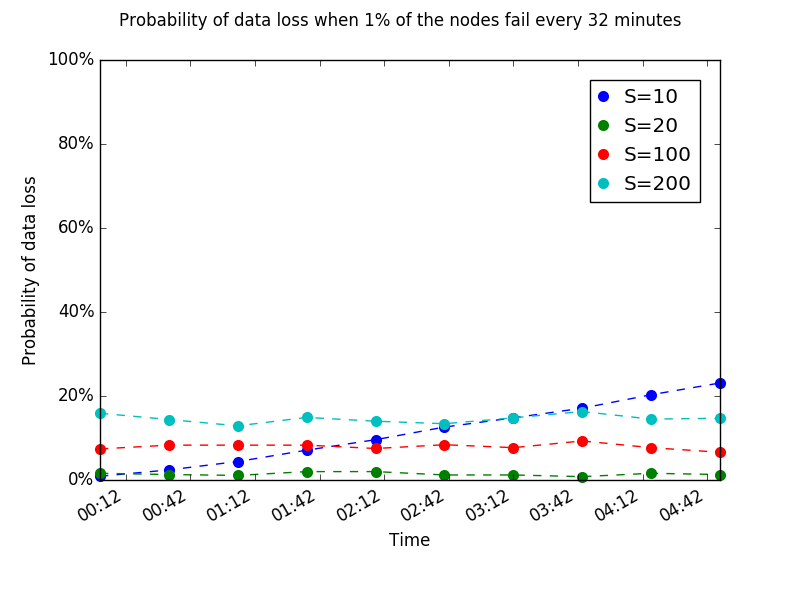 Probability of data loss when 1% of the nodes fail every 32 minutes
100%
80%
60%
40%
20%
0%
Probability of data loss
S=10
S=20
S=100
S=200
00:12 00:42 01:12 01:42 02:12 02:42 03:12 03:42 04:12 04:42
Time